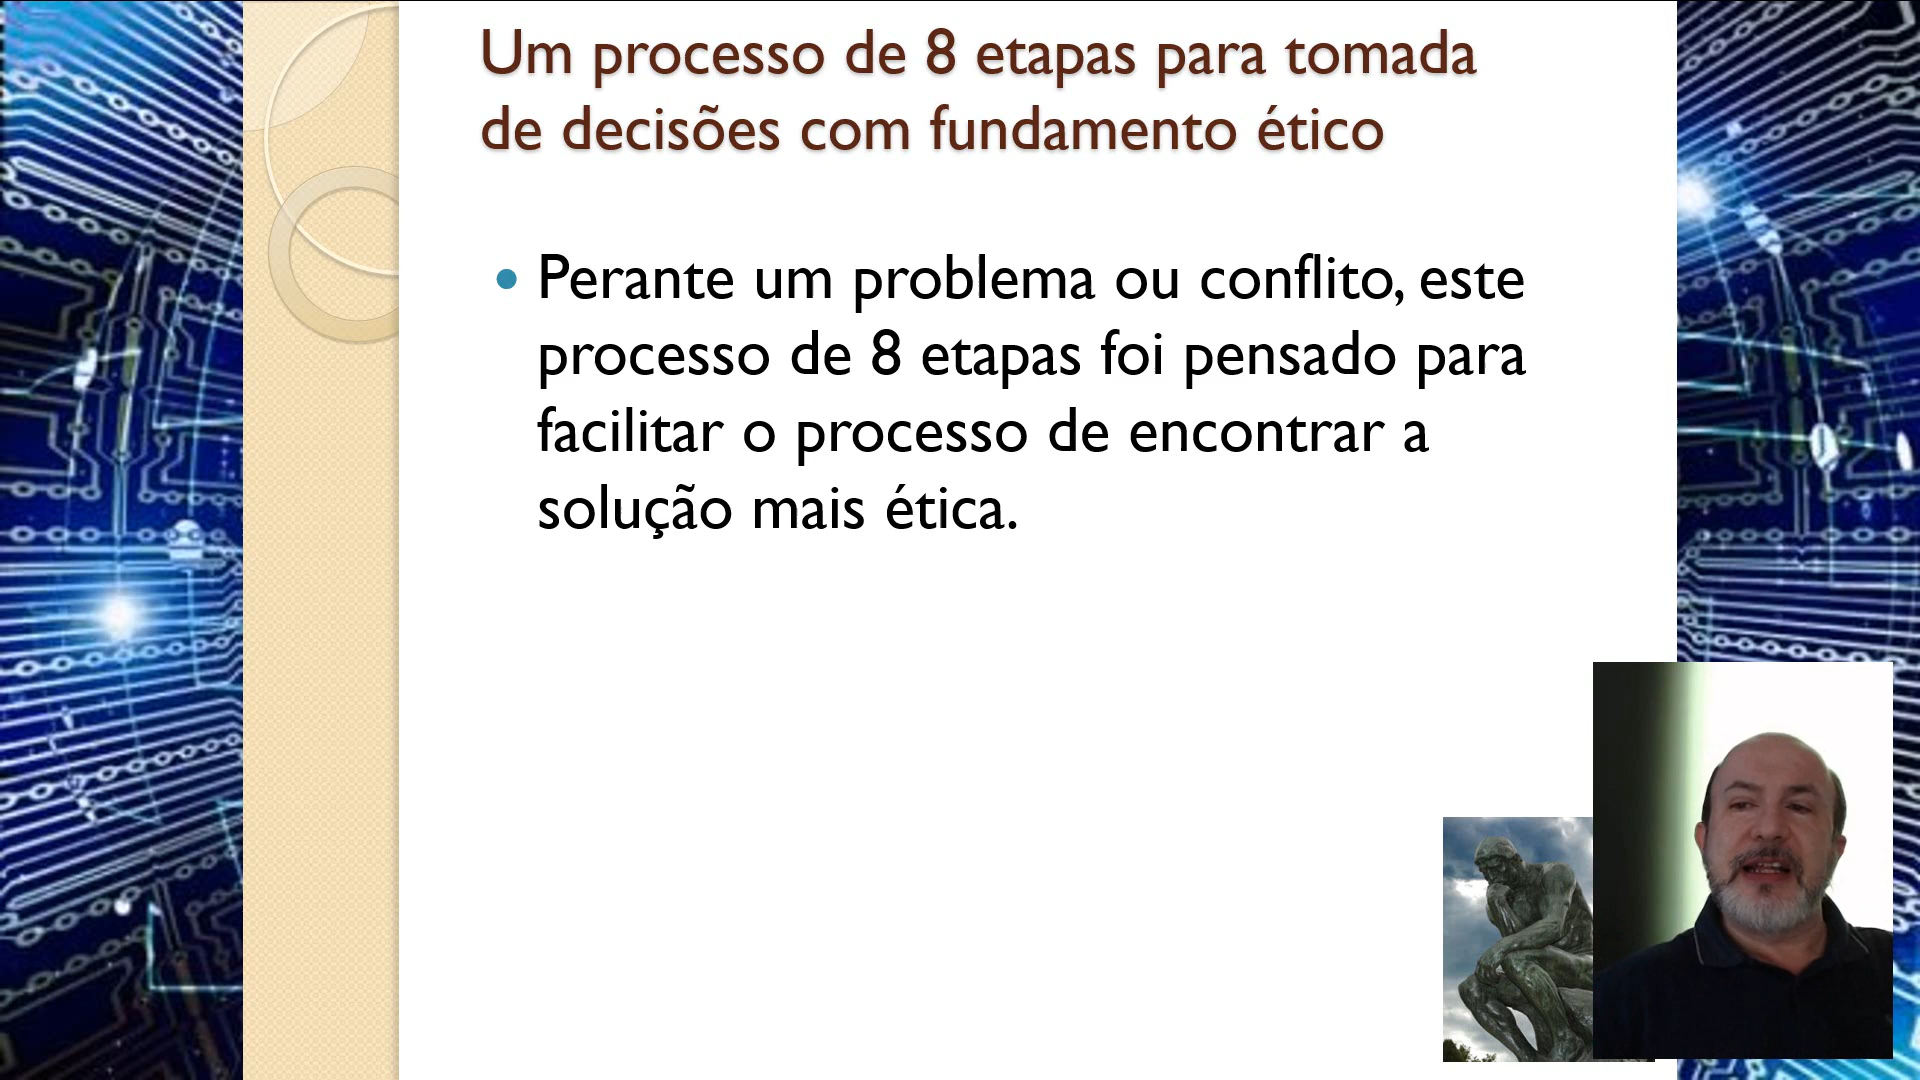 Um processo de 8 etapas para tomada
de decisões com fundamento ético
• Perante um problema ou conflito, este
processo de 8 etapas foi pensado para
facilitar o processo de encontrar a
solução mais ética.